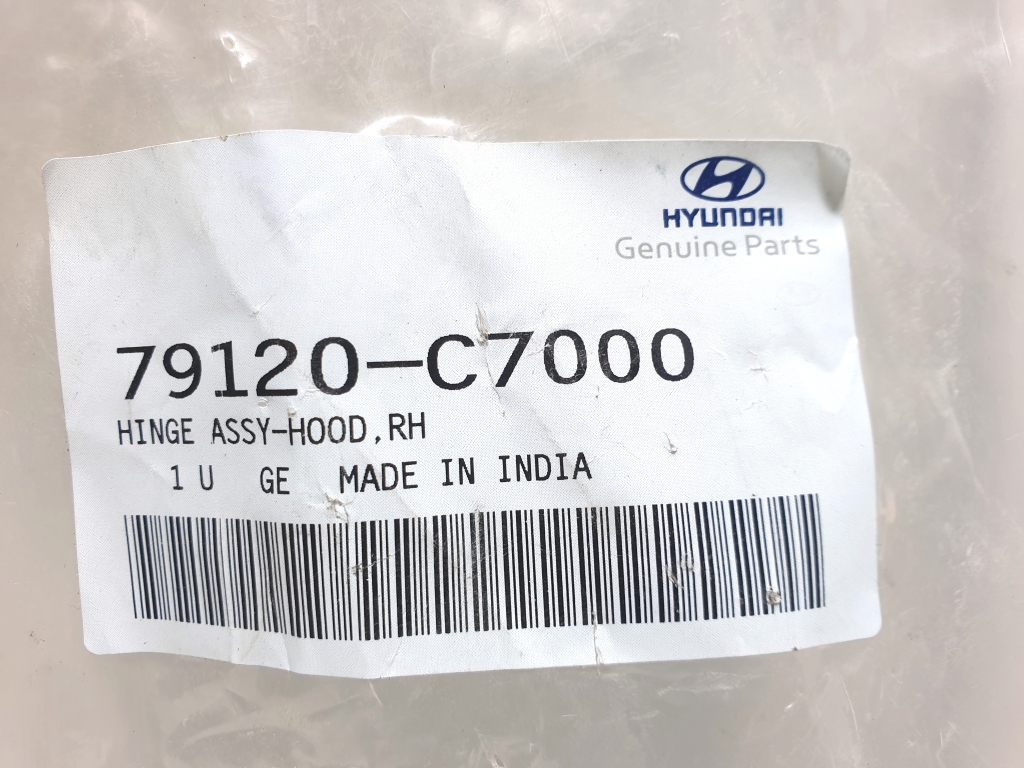 HYUNDAI
Genuine Parts
79120-C7000
HINGE ASSY-HOOD,RH
1 U GE MADE IN INDIA